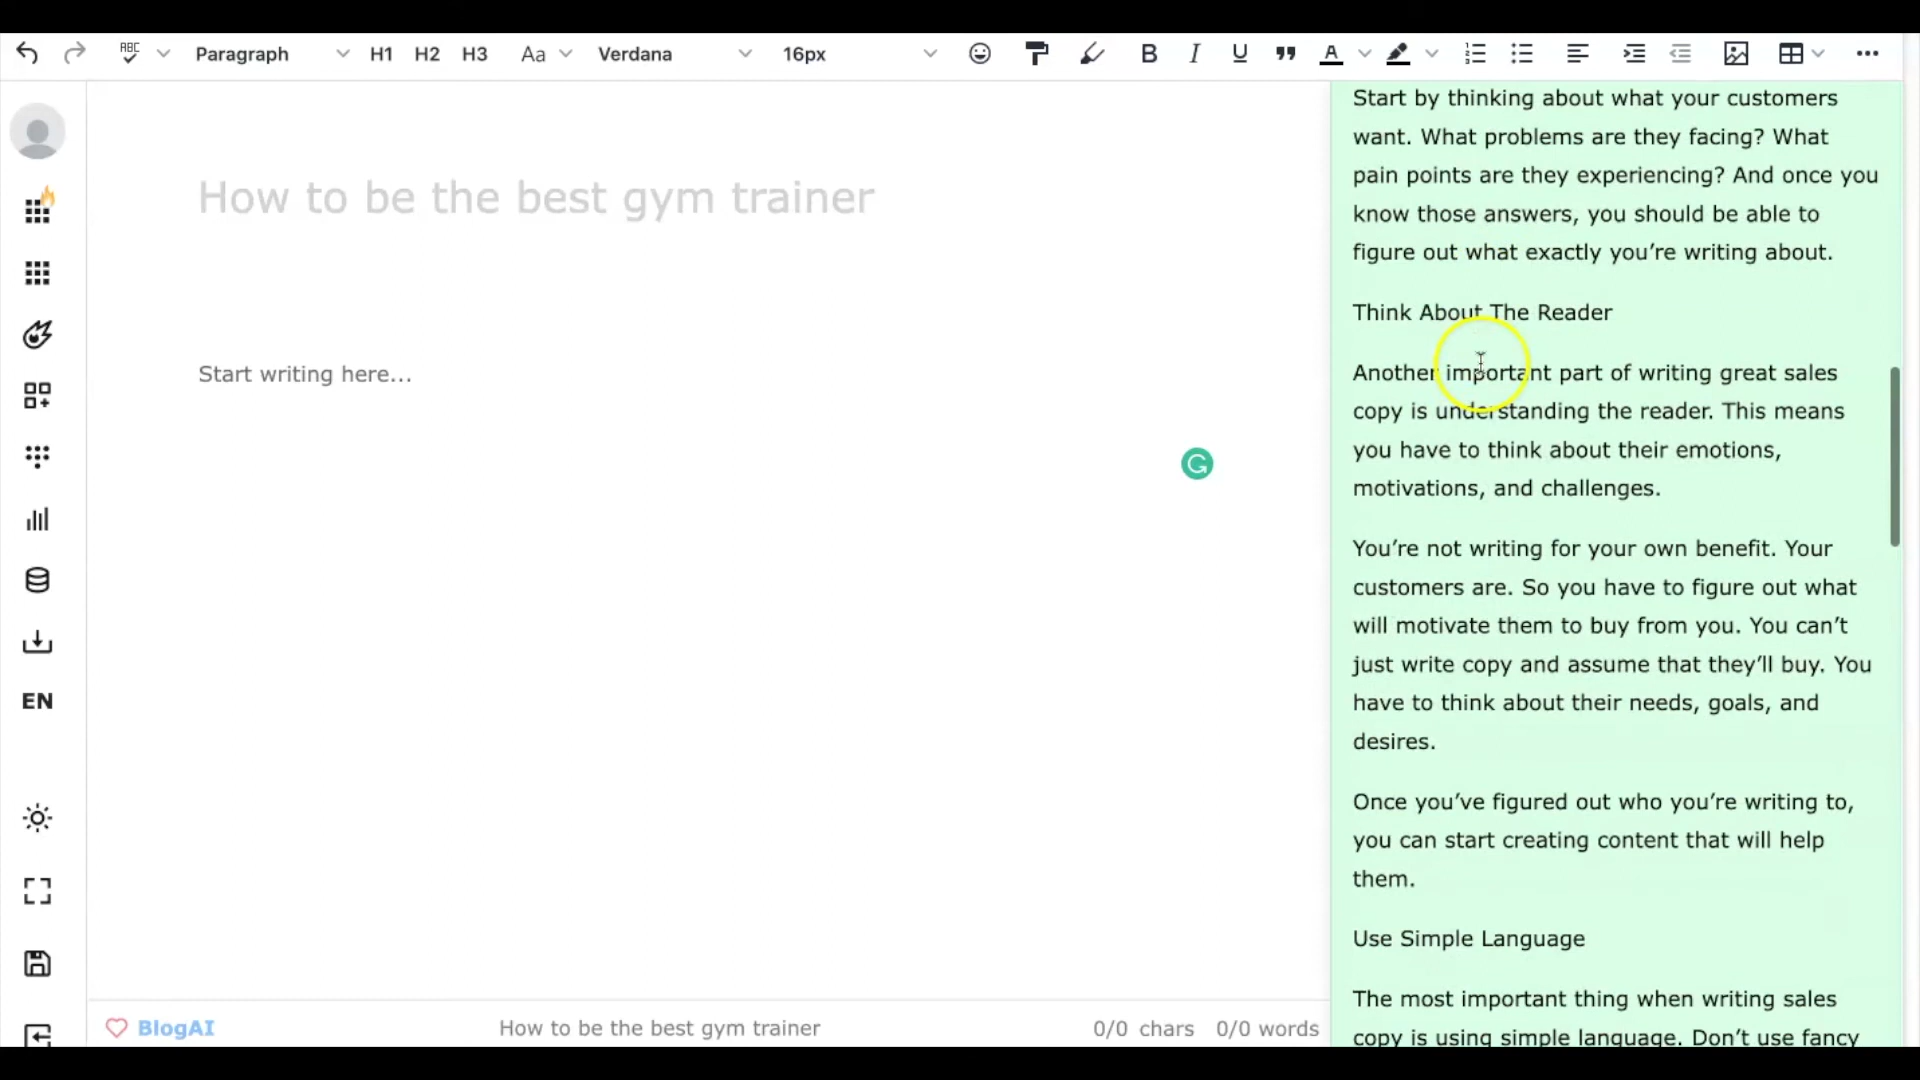 ABC
Paragraph
H1
H2
H3
Aa
Verdana
16px
B
I
U
A
Start by thinking about what your customers
want. What problems are they facing? What
pain points are they experiencing? And once you
know those answers, you should be able to
figure out what exactly you’re writing about.
Think About The Reader
Another important part of writing great sales
copy is understanding the reader. This means
you have to think about their emotions,
motivations, and challenges.
You’re not writing for your own benefit. Your
customers are. So you have to figure out what
will motivate them to buy from you. You can’t
just write copy and assume that they’ll buy. You
have to think about their needs, goals, and
desires.
Once you’ve figured out who you’re writing to,
you can start creating content that will help
them.
Use Simple Language
The most important thing when writing sales
copy is using simple language. Don’t use fancy
How to be the best gym trainer
Start writing here...
G
EN
BlogAI
How to be the best gym trainer
0/0 chars
0/0 words